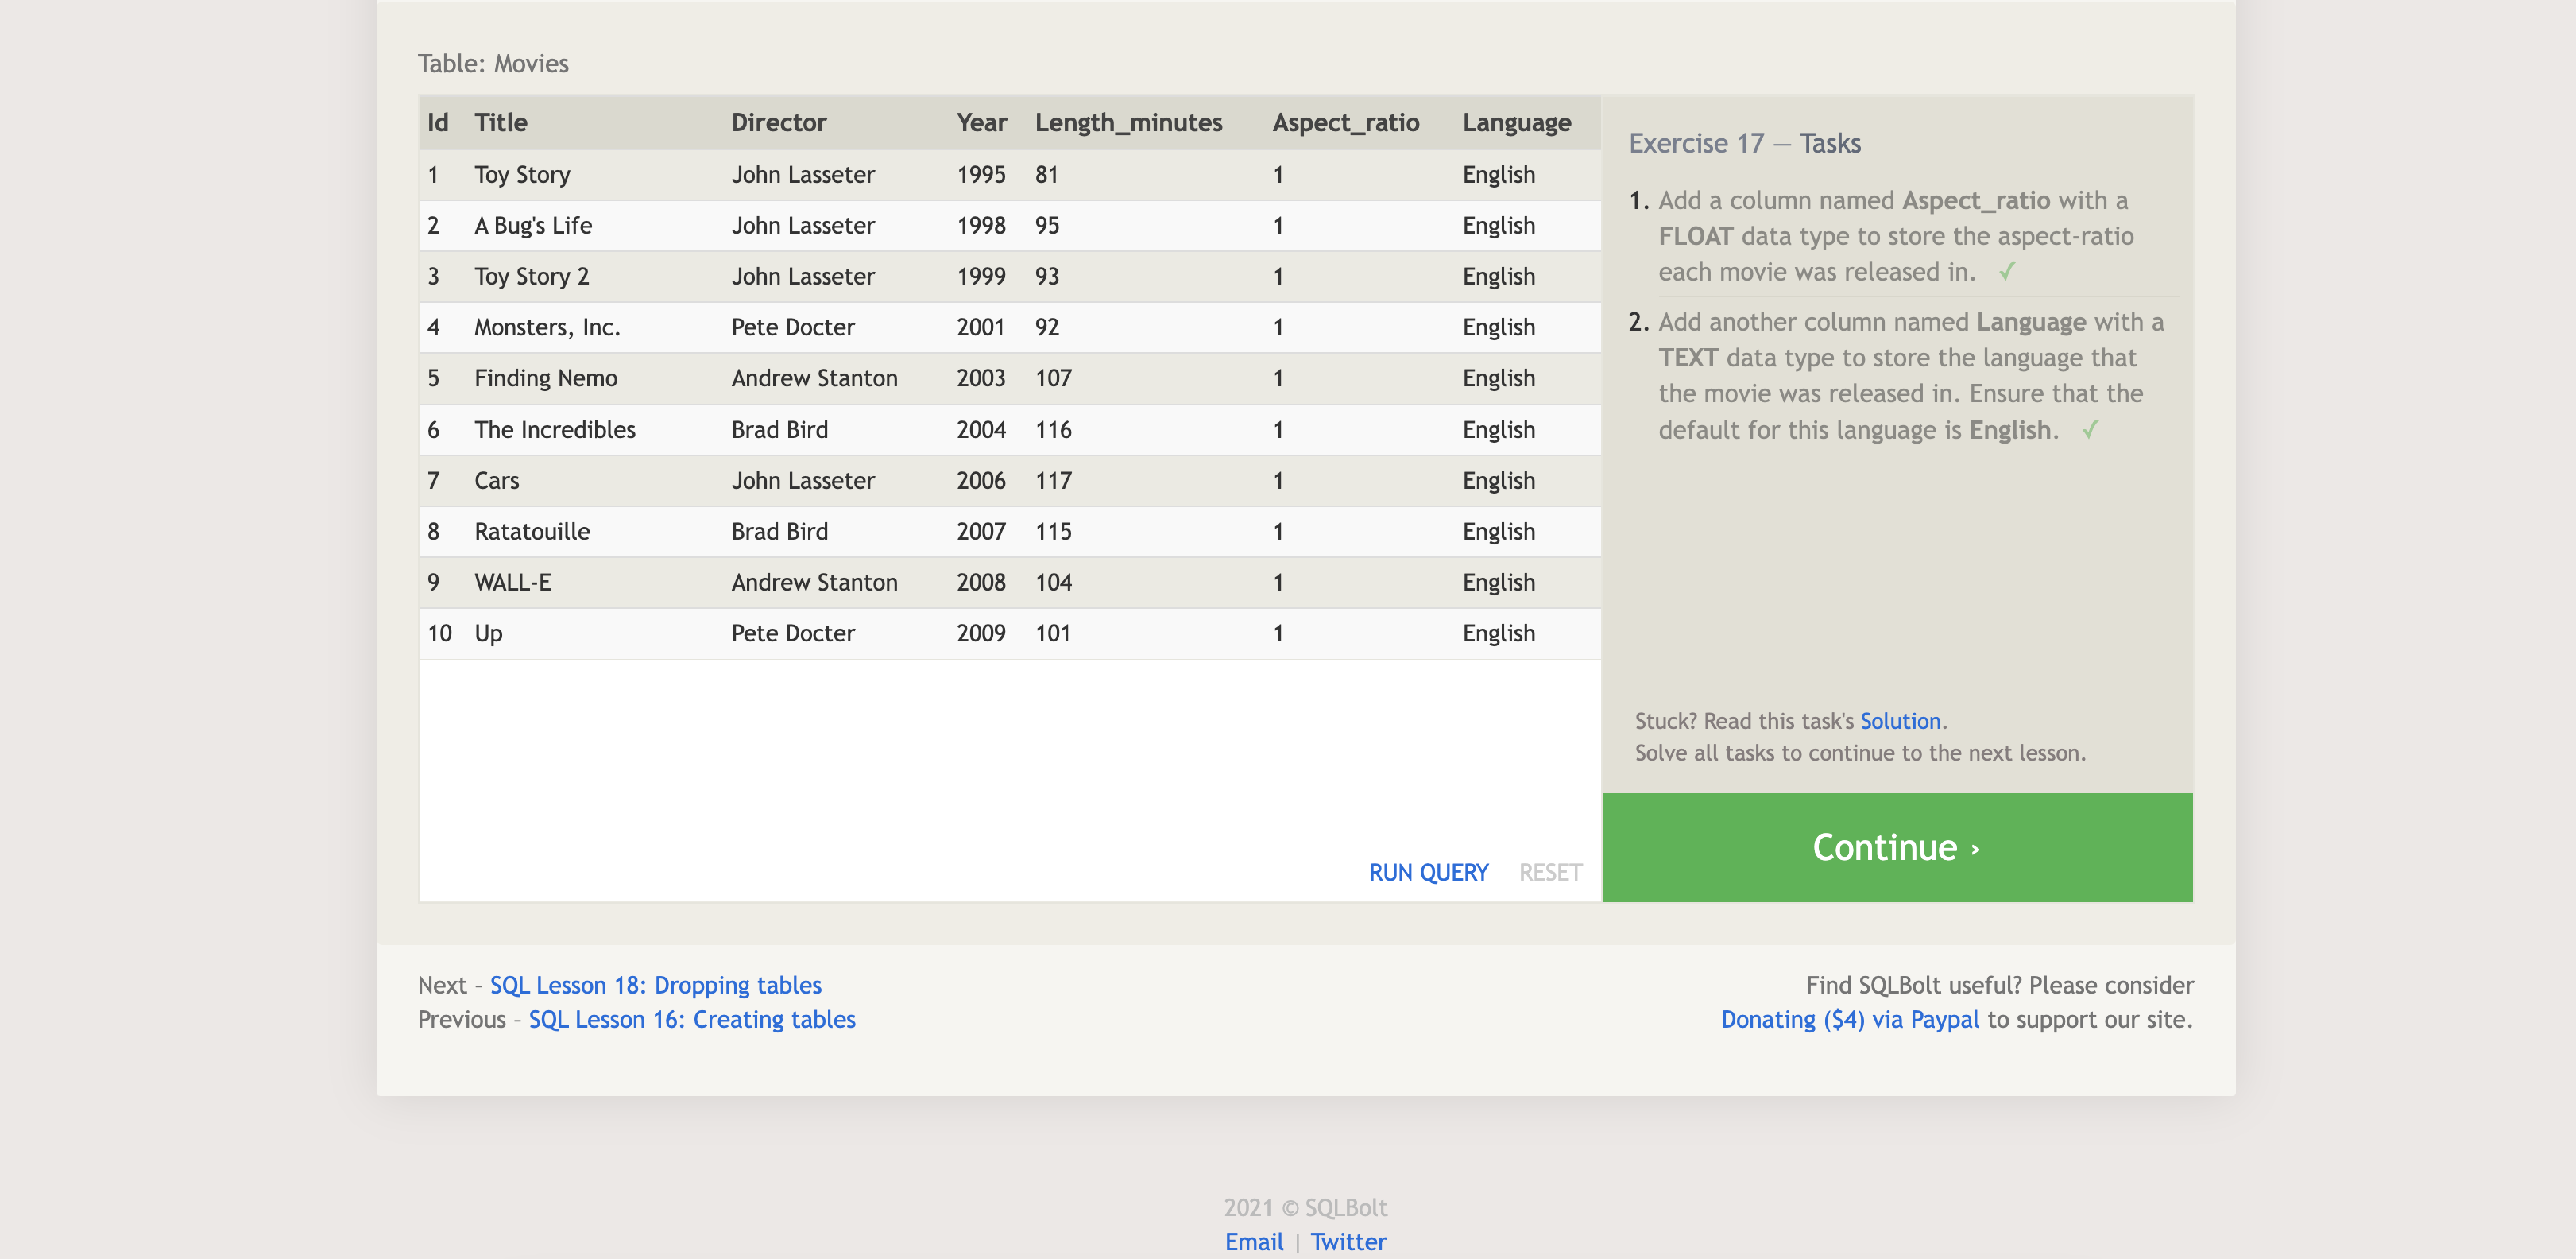 Table: Movies
Id Title Director Year Length_minutes Aspect_ratio Language
1 Toy Story John Lasseter 1995 81 1 English
2 A Bug's Life John Lasseter 1998 95 1 English
3 Toy Story 2 John Lasseter 1999 93 1 English
4 Monsters, Inc. Pete Docter 2001 92 1 English
5 Finding Nemo Andrew Stanton 2003 107 1 English
6 The Incredibles Brad Bird 2004 116 1 English
7 Cars John Lasseter 2006 117 1 English
8 Ratatouille Brad Bird 2007 115 1 English
9 WALL-E Andrew Stanton 2008 104 1 English
10 Up Pete Docter 2009 101 1 English
RUN QUERY RESET
Exercise 17 — Tasks
1. Add a column named Aspect_ratio with a
FLOAT data type to store the aspect-ratio
each movie was released in. ✓
2. Add another column named Language with a
TEXT data type to store the language that
the movie was released in. Ensure that the
default for this language is English. ✓
Stuck? Read this task's Solution.
Solve all tasks to continue to the next lesson.
Continue ›
Next – SQL Lesson 18: Dropping tables
Previous – SQL Lesson 16: Creating tables
Find SQLBolt useful? Please consider
Donating ($4) via Paypal to support our site.
2021 © SQLBolt
Email | Twitter